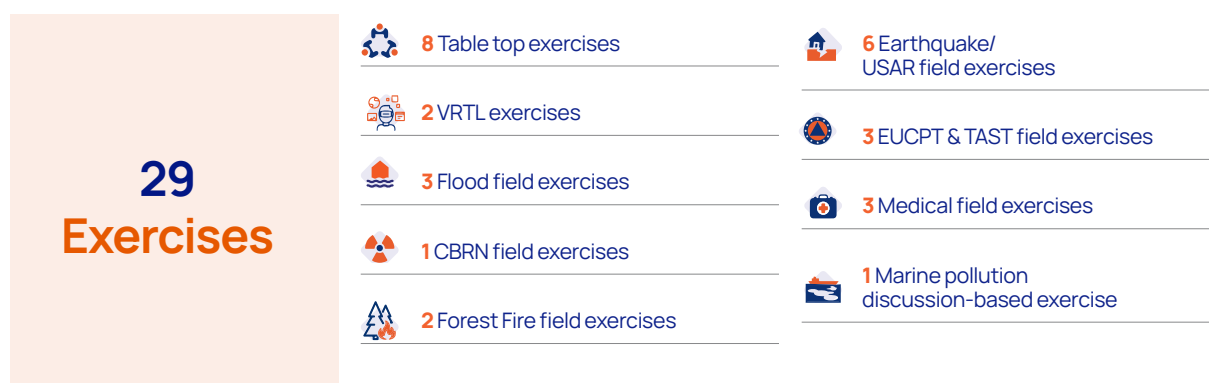 29
Exercises
8 Table top exercises
2 VRTL exercises
3 Flood field exercises
1 CBRN field exercises
2 Forest Fire field exercises
6 Earthquake/
USAR field exercises
3 EUCPT & TAST field exercises
3 Medical field exercises
1 Marine pollution
discussion-based exercise